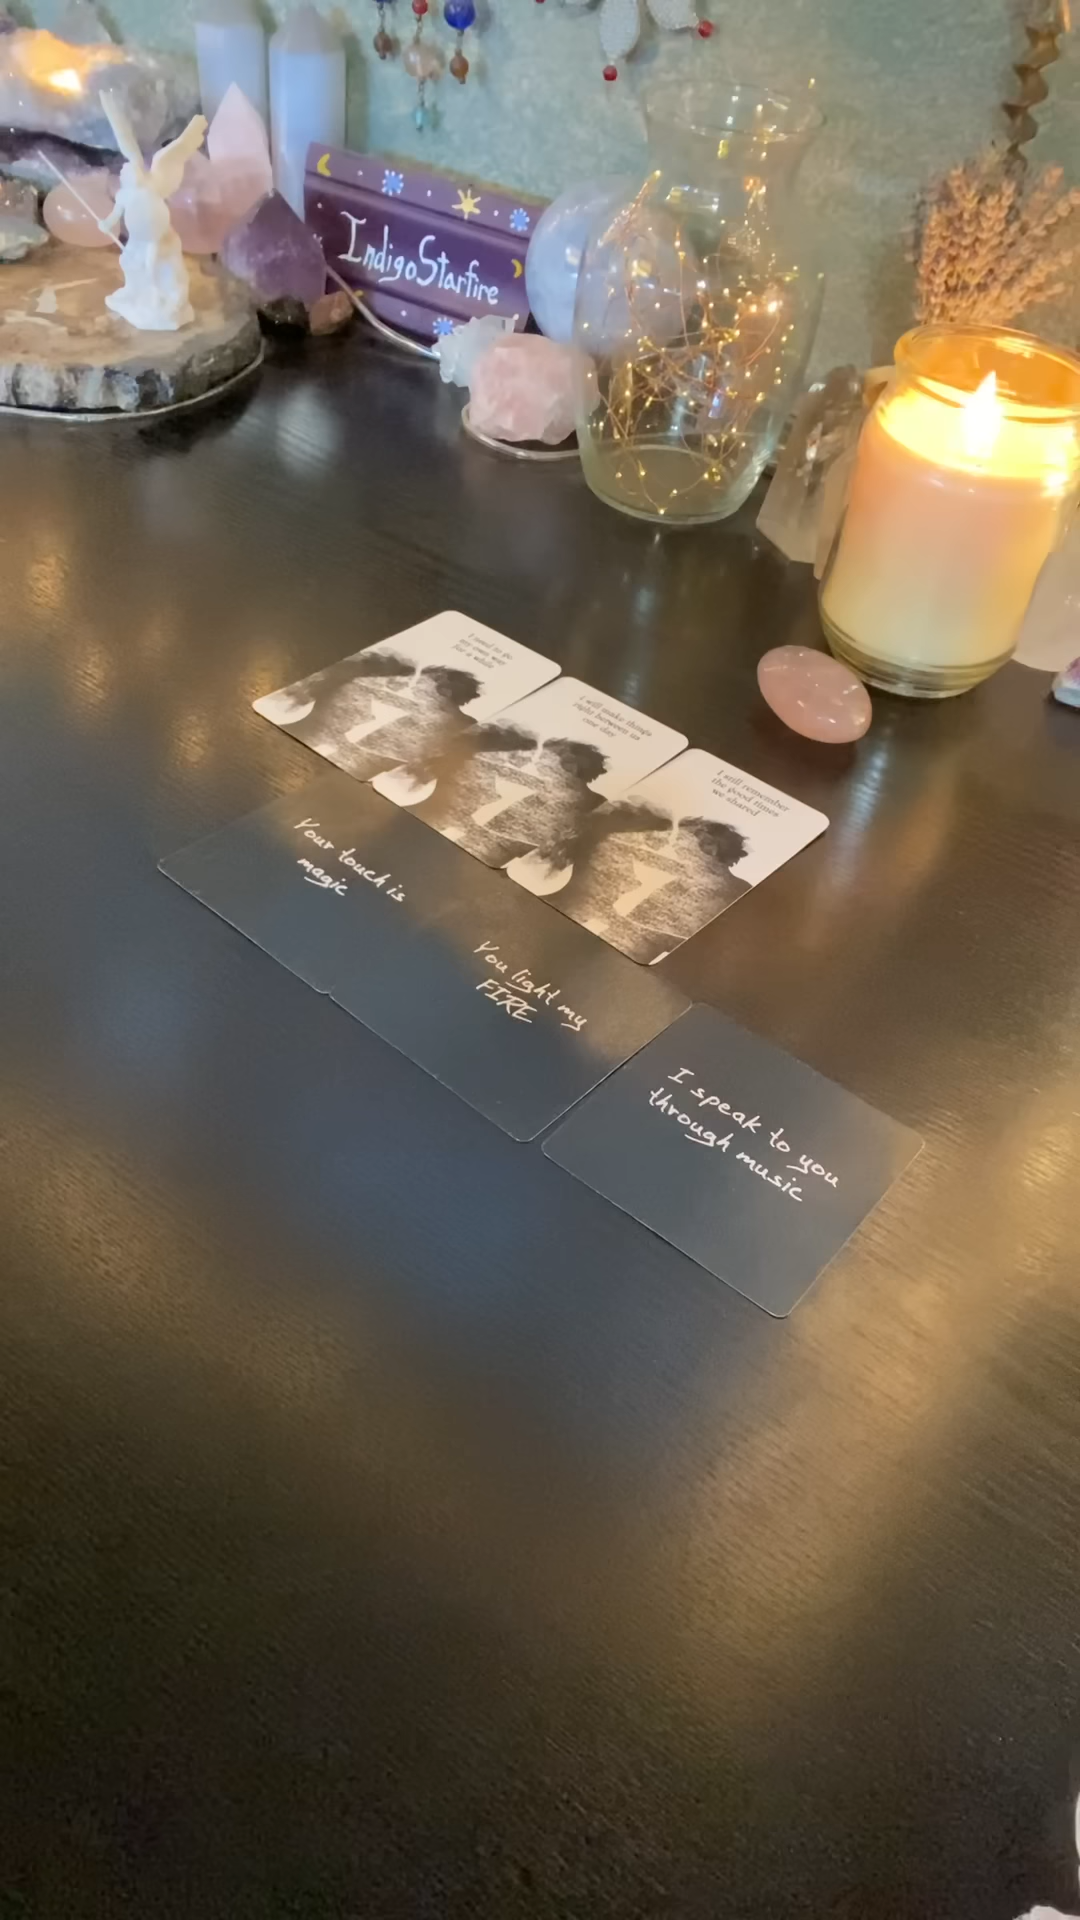 IndigoStarfire
I need to go
my own way
for a while
I will make things
right between us
one day
I still remember
the good times
we shared
Your touch is
magic
You light my
FIRE
I speak to you
through music